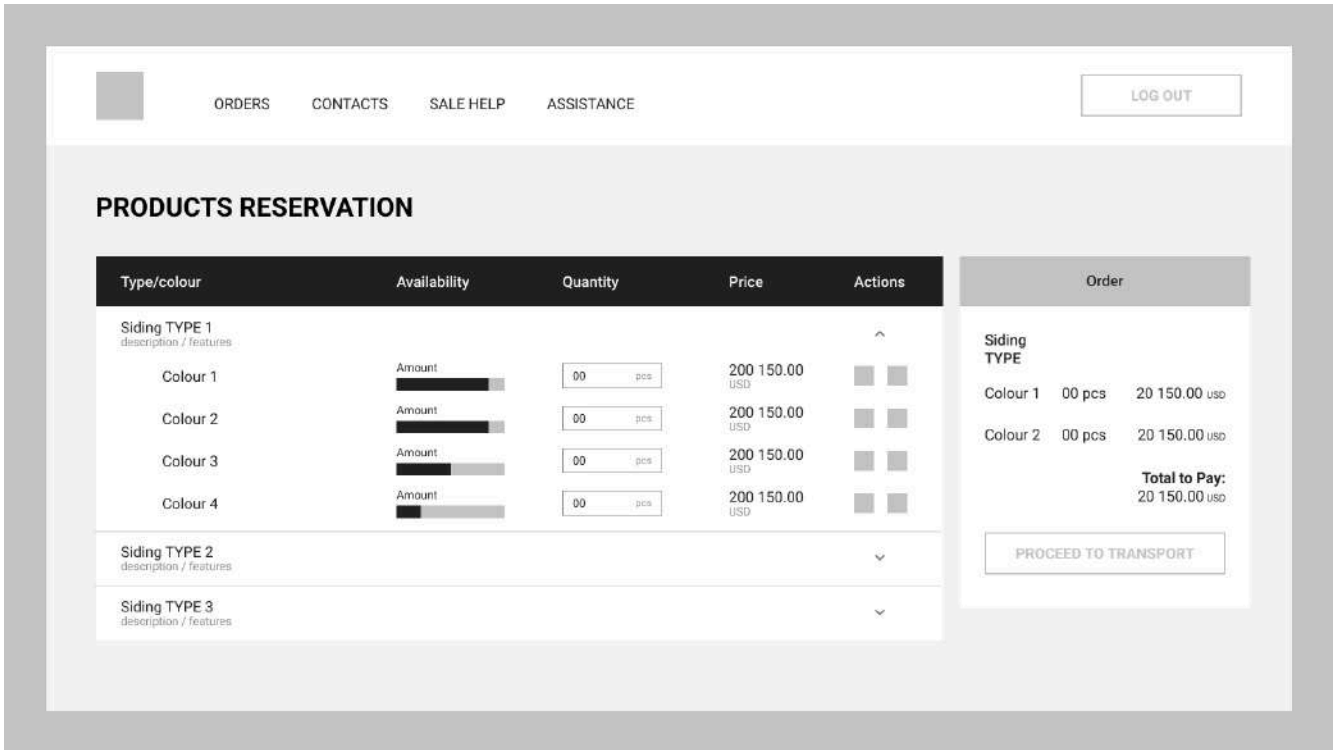 ORDERS CONTACTS SALE HELP ASSISTANCE LOG OUT
PRODUCTS RESERVATION
Type/colour Availability Quantity Price Actions
Siding TYPE 1
description / features
Colour 1 Amount 00 pcs 200 150.00 USD
Colour 2 Amount 00 pcs 200 150.00 USD
Colour 3 Amount 00 pcs 200 150.00 USD
Colour 4 Amount 00 pcs 200 150.00 USD
Siding TYPE 2
description / features
Siding TYPE 3
description / features
Order
Siding
TYPE
Colour 1 00 pcs 20 150.00 USD
Colour 2 00 pcs 20 150.00 USD
Total to Pay:
20 150.00 USD
PROCEED TO TRANSPORT